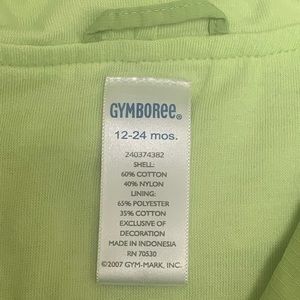 GYMBOREE®
12-24 mos.
240374382
SHELL:
60% COTTON
40% NYLON
LINING:
65% POLYESTER
35% COTTON
EXCLUSIVE OF
DECORATION
MADE IN INDONESIA
RN 70530
©2007 GYM-MARK, INC.